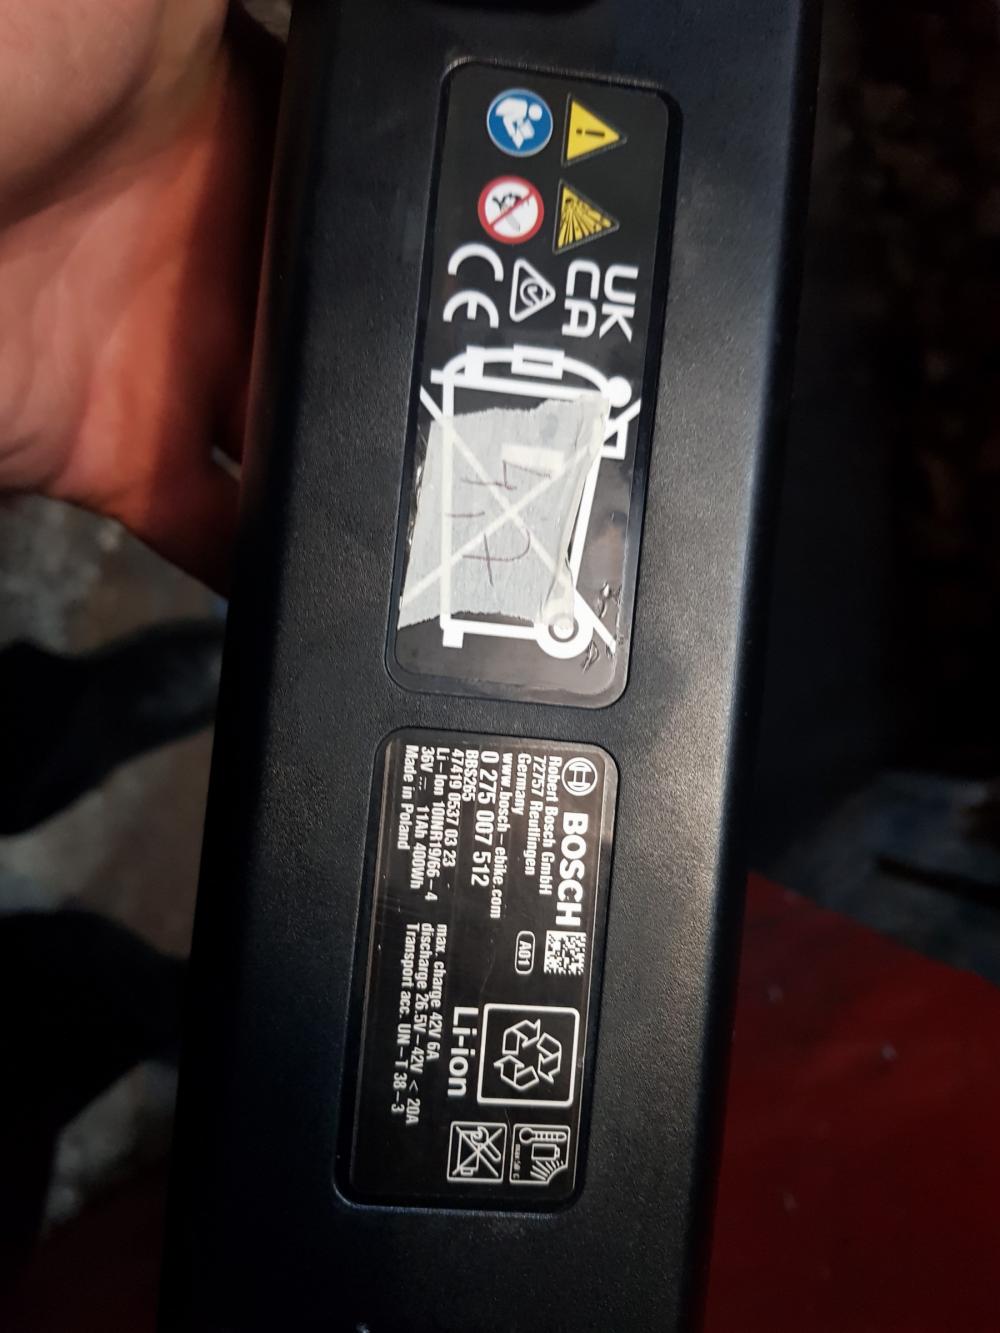 UK
CA
CE
417
BOSCH
Robert Bosch GmbH
72757 Reutlingen
Germany
www.bosch-ebike.com
A01
0 275 007 512
BBS265
47419 0537 03 23
Li-Ion 10INR19/66-4
36V ⎓ 11Ah 400Wh
Made in Poland
max. charge 42V 6A
discharge 26.5V-42V < 20A
Transport acc. UN-T 38-3
Li-ion